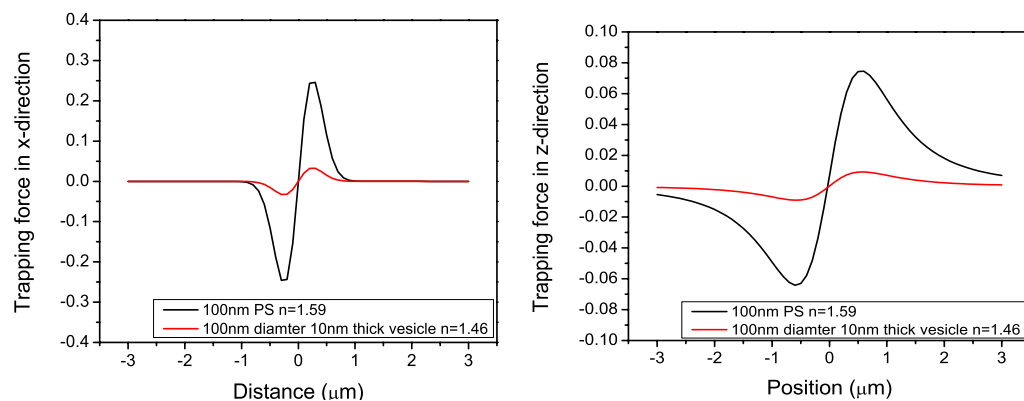 Trapping force in x-direction
0.4
0.3
0.2
0.1
0.0
-0.1
-0.2
-0.3
-0.4
-3 -2 -1 0 1 2 3
Distance (μm)
100nm PS n=1.59
100nm diamter 10nm thick vesicle n=1.46
Trapping force in z-direction
0.10
0.08
0.06
0.04
0.02
0.00
-0.02
-0.04
-0.06
-0.08
-0.10
-3 -2 -1 0 1 2 3
Position (μm)
100nm PS n=1.59
100nm diamter 10nm thick vesicle n=1.46